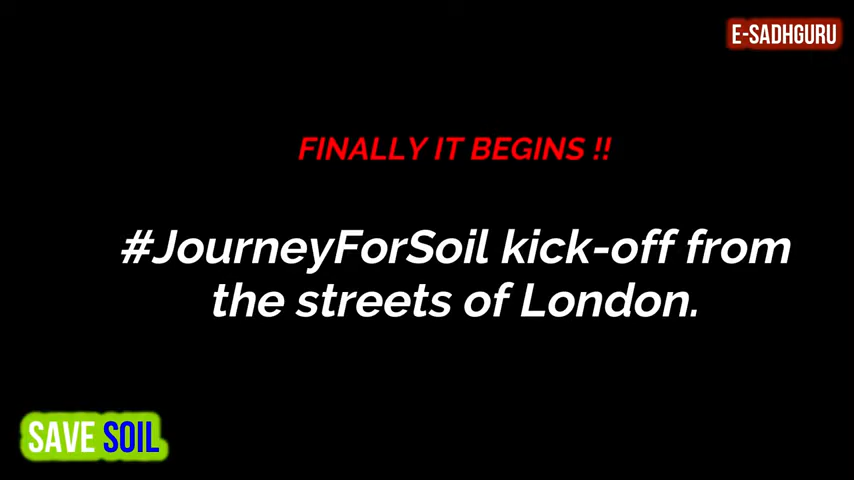 E-SADHGURU
FINALLY IT BEGINS !!
#JourneyForSoil kick-off from
the streets of London.
SAVE SOIL